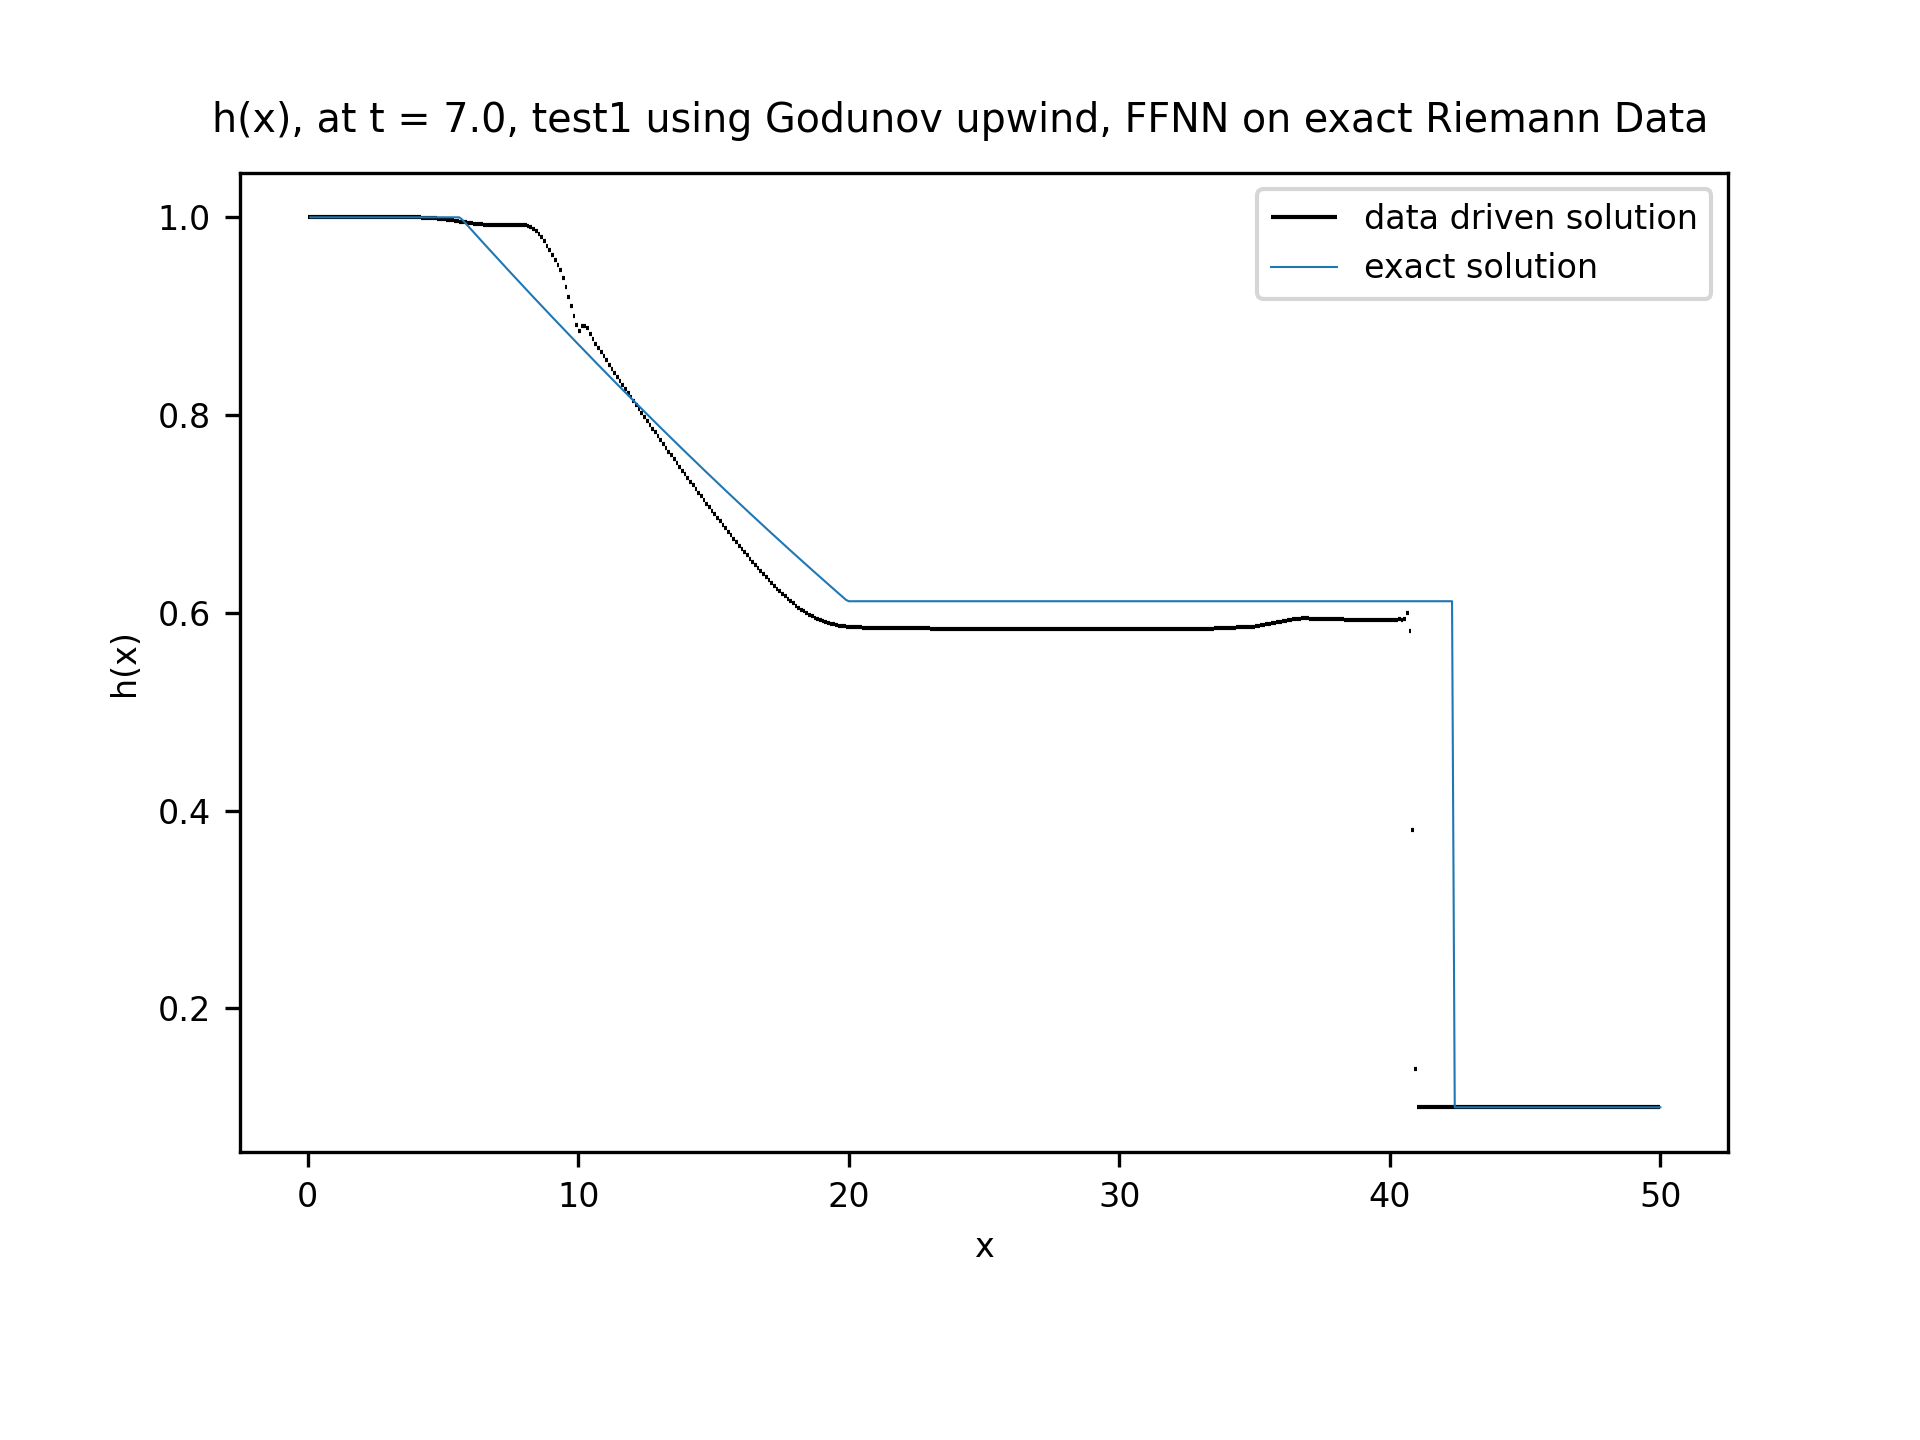 h(x), at t = 7.0, test1 using Godunov upwind, FFNN on exact Riemann Data
data driven solution
exact solution
1.0
0.8
0.6
0.4
0.2
h(x)
0 10 20 30 40 50
x